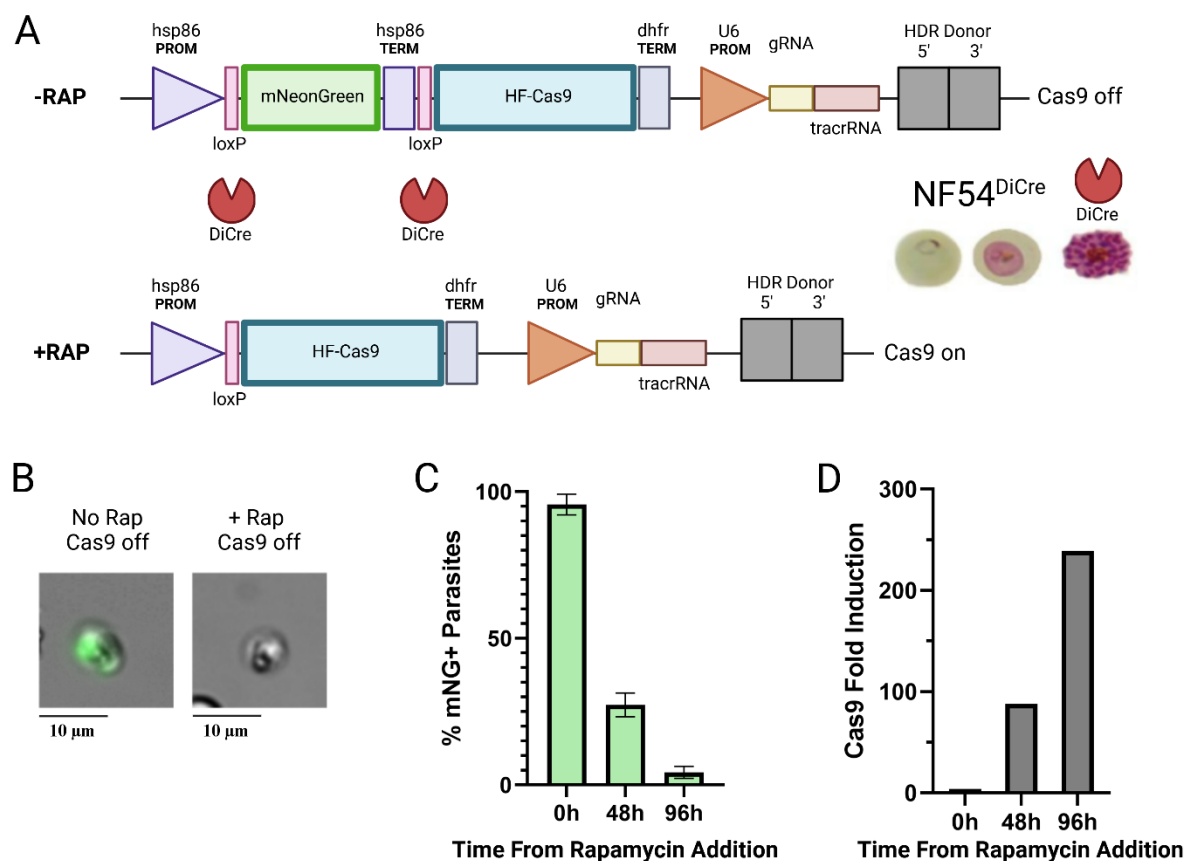 A
hsp86
PROM
hsp86
TERM
dhfr
TERM
U6
PROM
gRNA
HDR Donor
5' 3'
-RAP
mNeonGreen
HF-Cas9
Cas9 off
loxP
loxP
tracrRNA
DiCre
DiCre
NF54DiCre
DiCre
hsp86
PROM
dhfr
TERM
U6
PROM
gRNA
HDR Donor
5' 3'
+RAP
HF-Cas9
Cas9 on
loxP
tracrRNA
B
No Rap
Cas9 off
+ Rap
Cas9 off
10 μm
10 μm
C
% mNG+ Parasites
100
50
0
0h 48h 96h
Time From Rapamycin Addition
D
Cas9 Fold Induction
300
200
100
0
0h 48h 96h
Time From Rapamycin Addition